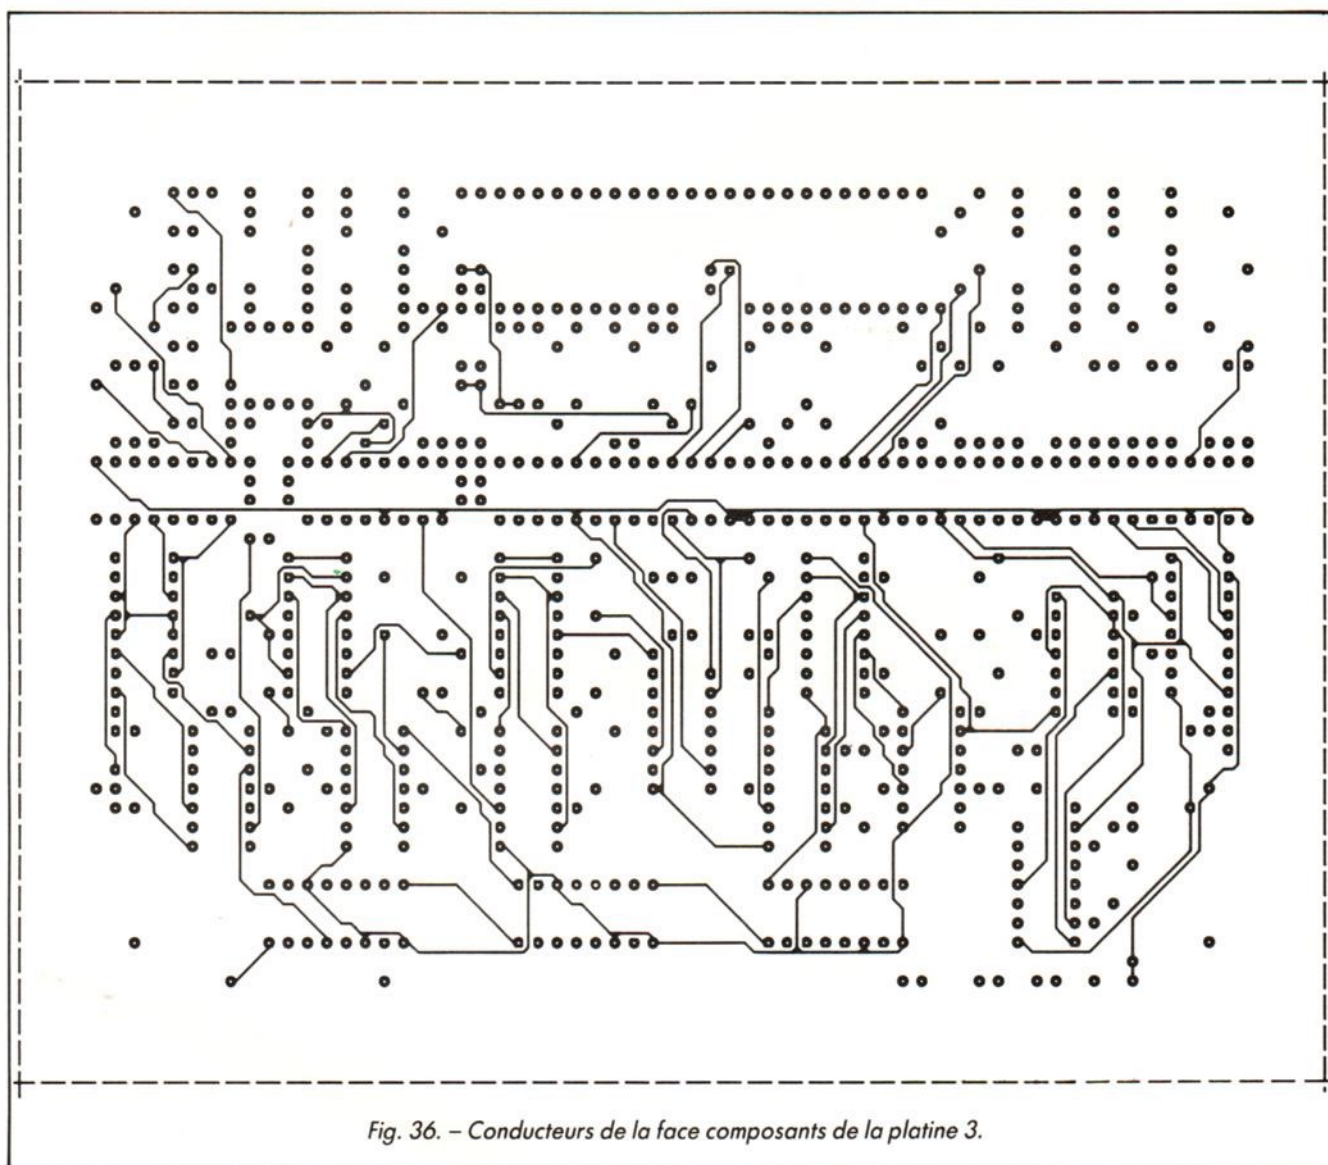 Fig. 36. – Conducteurs de la face composants de la platine 3.